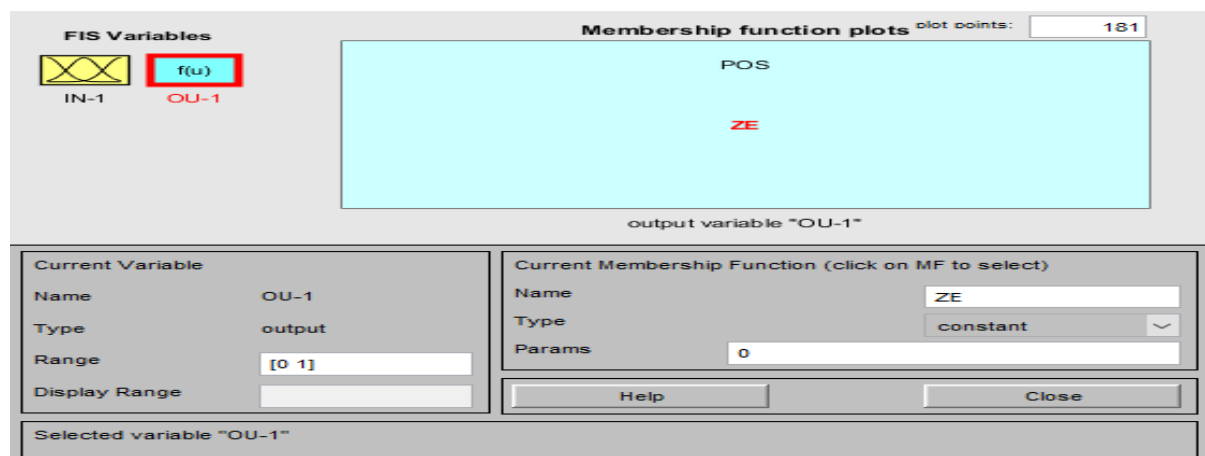 FIS Variables
f(u)
IN-1
OU-1
Membership function plots
plot points:
181
POS
ZE
output variable "OU-1"
Current Variable
Name OU-1
Type output
Range [0 1]
Display Range
Current Membership Function (click on MF to select)
Name ZE
Type constant
Params 0
Help
Close
Selected variable "OU-1"